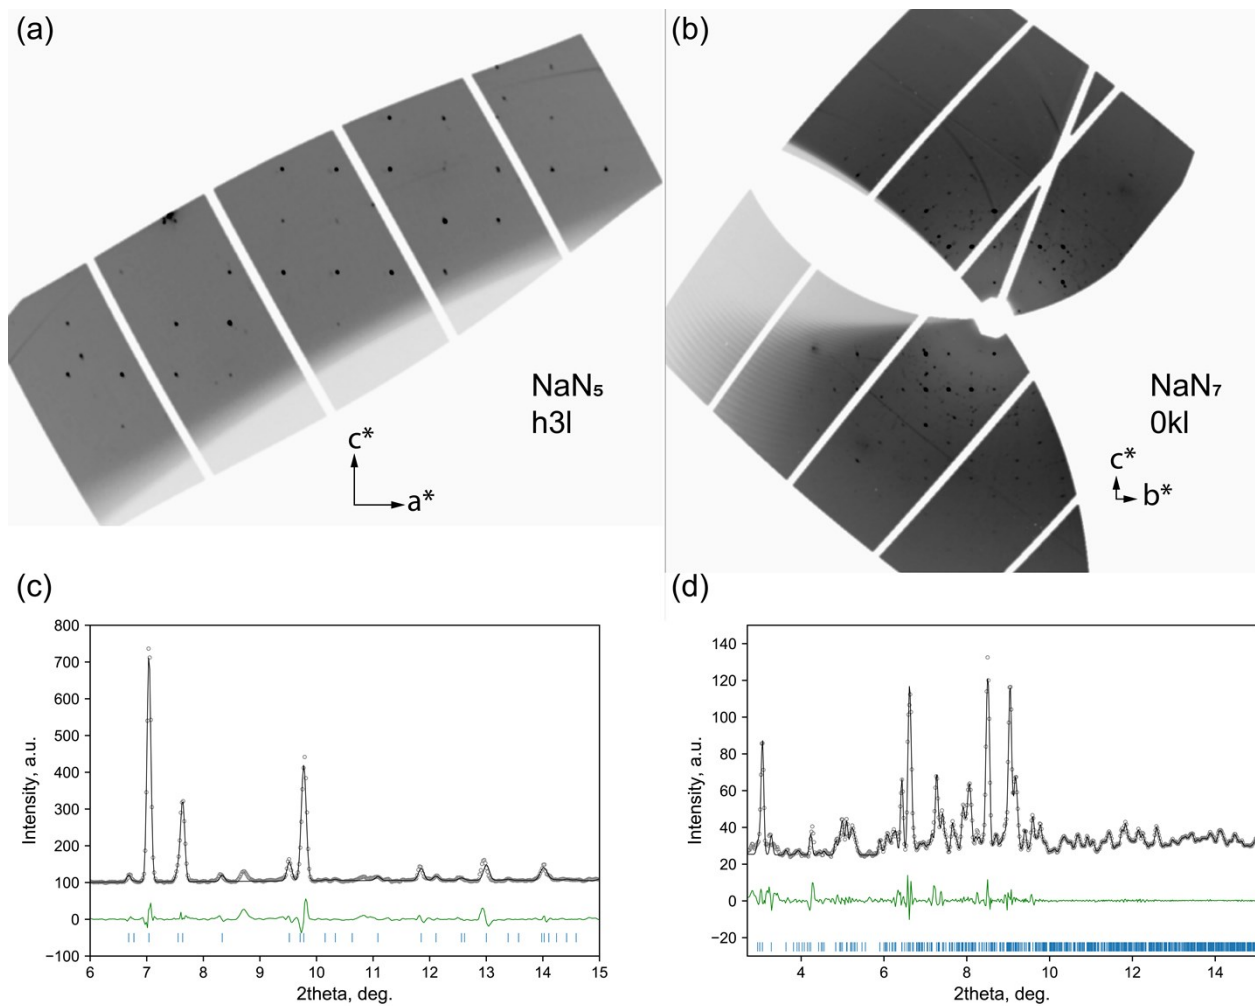 (a)
(b)
NaN₅
h3l
c*
a*
NaN₇
0kl
c*
b*
(c)
(d)
800
700
600
500
400
300
200
100
0
−100
Intensity, a.u.
6 7 8 9 10 11 12 13 14 15
2theta, deg.
140
120
100
80
60
40
20
0
−20
Intensity, a.u.
4 6 8 10 12 14
2theta, deg.